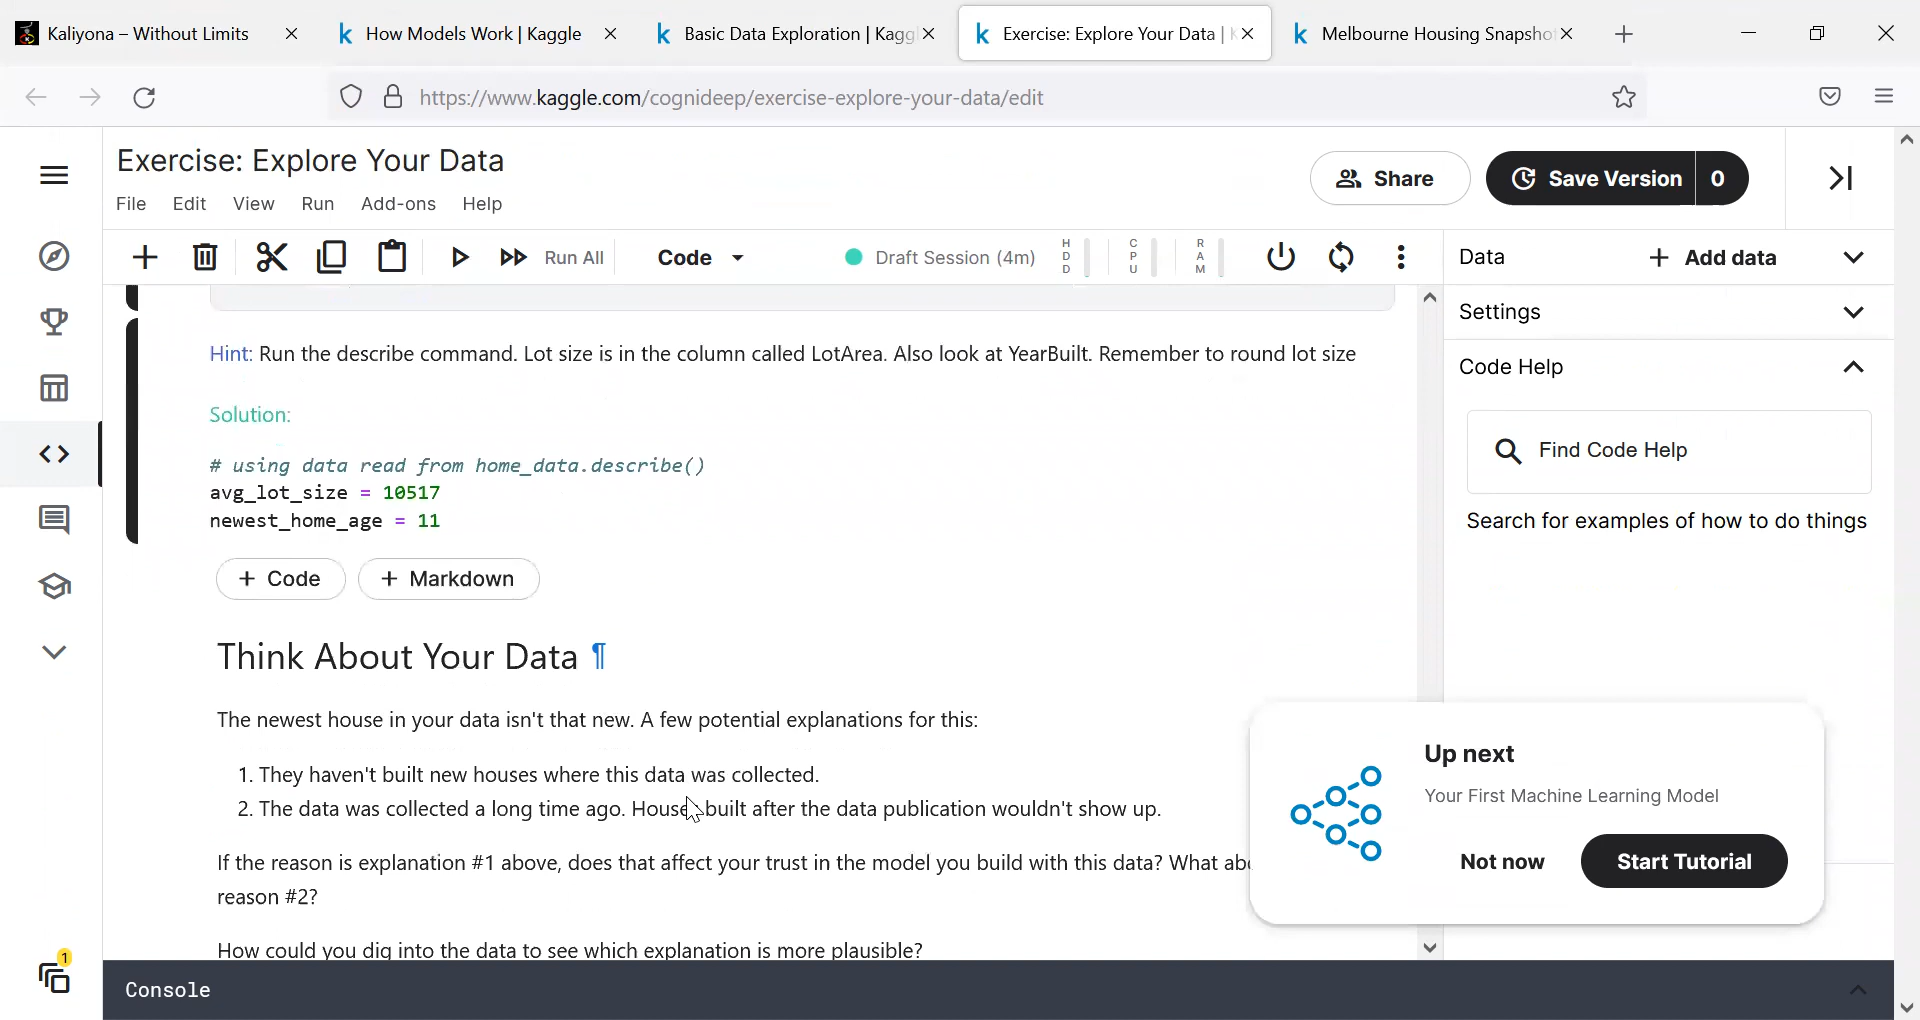 Kaliyona – Without Limits
How Models Work | Kaggle
Basic Data Exploration | Kaggl
Exercise: Explore Your Data |
Melbourne Housing Snapsho
https://www.kaggle.com/cognideep/exercise-explore-your-data/edit
Exercise: Explore Your Data
Share
Save Version 0
File Edit View Run Add-ons Help
Run All
Code
Draft Session (4m)
HDD
CPU
RAM
Data
+ Add data
Settings
Code Help
Find Code Help
Search for examples of how to do things
Hint: Run the describe command. Lot size is in the column called LotArea. Also look at YearBuilt. Remember to round lot size
Solution:
# using data read from home_data.describe()
avg_lot_size = 10517
newest_home_age = 11
+ Code
+ Markdown
Think About Your Data ¶
The newest house in your data isn't that new. A few potential explanations for this:
1. They haven't built new houses where this data was collected.
2. The data was collected a long time ago. Houses built after the data publication wouldn't show up.
If the reason is explanation #1 above, does that affect your trust in the model you build with this data? What abo
reason #2?
How could you dig into the data to see which explanation is more plausible?
Up next
Your First Machine Learning Model
Not now
Start Tutorial
1
Console